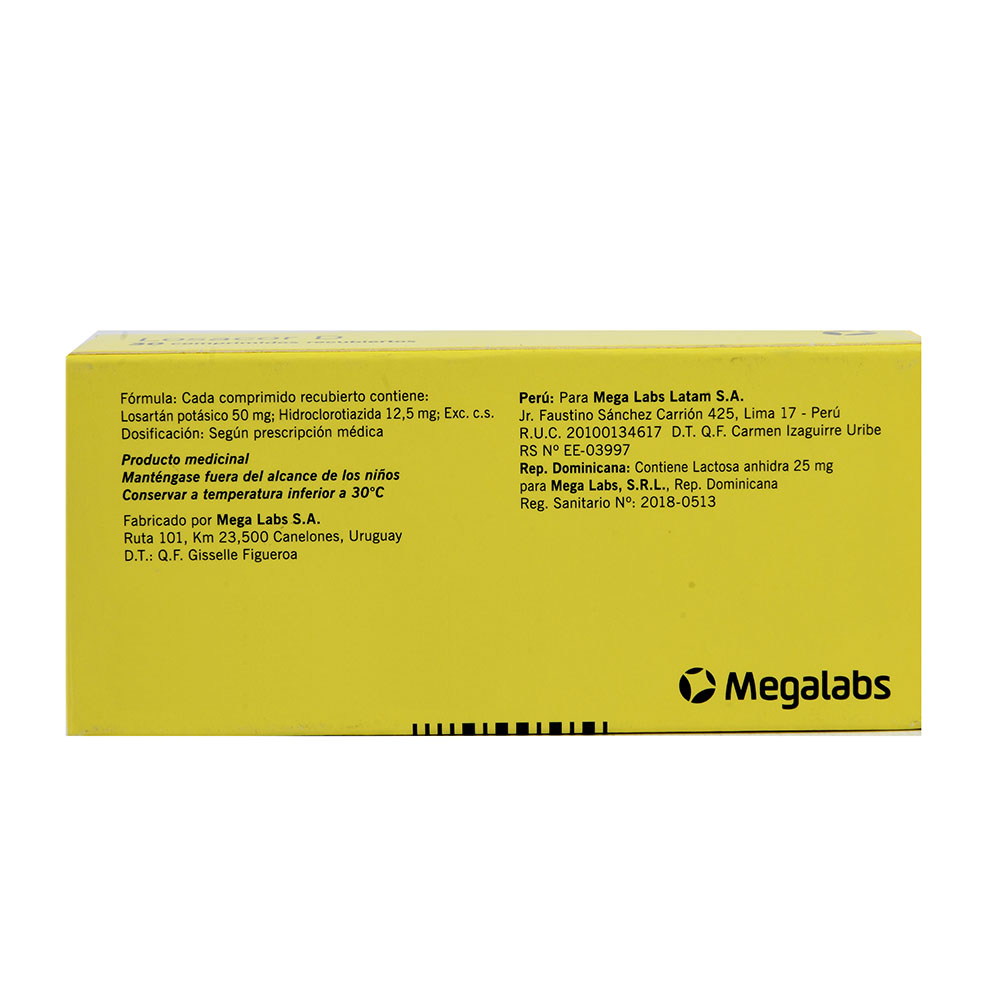 Losacor D
30 comprimidos recubiertos
Fórmula: Cada comprimido recubierto contiene:
Losartán potásico 50 mg; Hidroclorotiazida 12,5 mg; Exc. c.s.
Dosificación: Según prescripción médica
Producto medicinal
Manténgase fuera del alcance de los niños
Conservar a temperatura inferior a 30°C
Fabricado por Mega Labs S.A.
Ruta 101, Km 23,500 Canelones, Uruguay
D.T.: Q.F. Gisselle Figueroa
Perú: Para Mega Labs Latam S.A.
Jr. Faustino Sánchez Carrión 425, Lima 17 - Perú
R.U.C. 20100134617 D.T. Q.F. Carmen Izaguirre Uribe
RS Nº EE-03997
Rep. Dominicana: Contiene Lactosa anhidra 25 mg
para Mega Labs, S.R.L., Rep. Dominicana
Reg. Sanitario Nº: 2018-0513
Megalabs